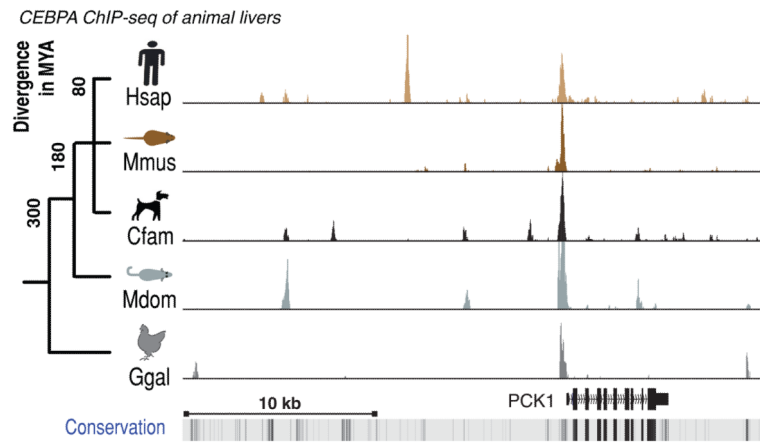 CEBPA ChIP-seq of animal livers
Divergence
in MYA
80
180
300
Hsap
Mmus
Cfam
Mdom
Ggal
PCK1
10 kb
Conservation